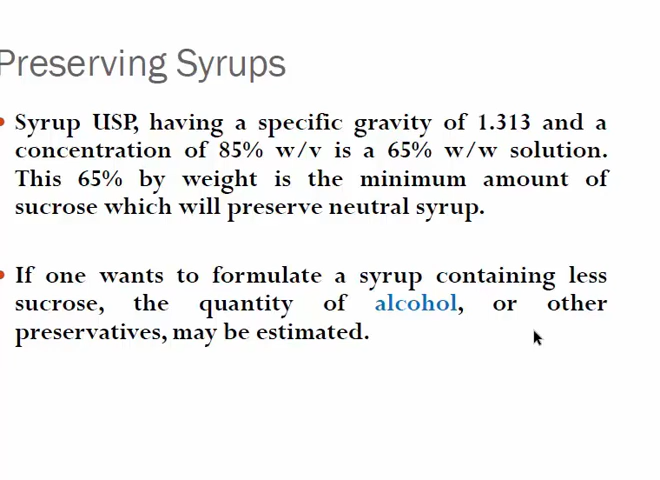 Preserving Syrups
• Syrup USP, having a specific gravity of 1.313 and a
concentration of 85% w/v is a 65% w/w solution.
This 65% by weight is the minimum amount of
sucrose which will preserve neutral syrup.
• If one wants to formulate a syrup containing less
sucrose, the quantity of alcohol, or other
preservatives, may be estimated.